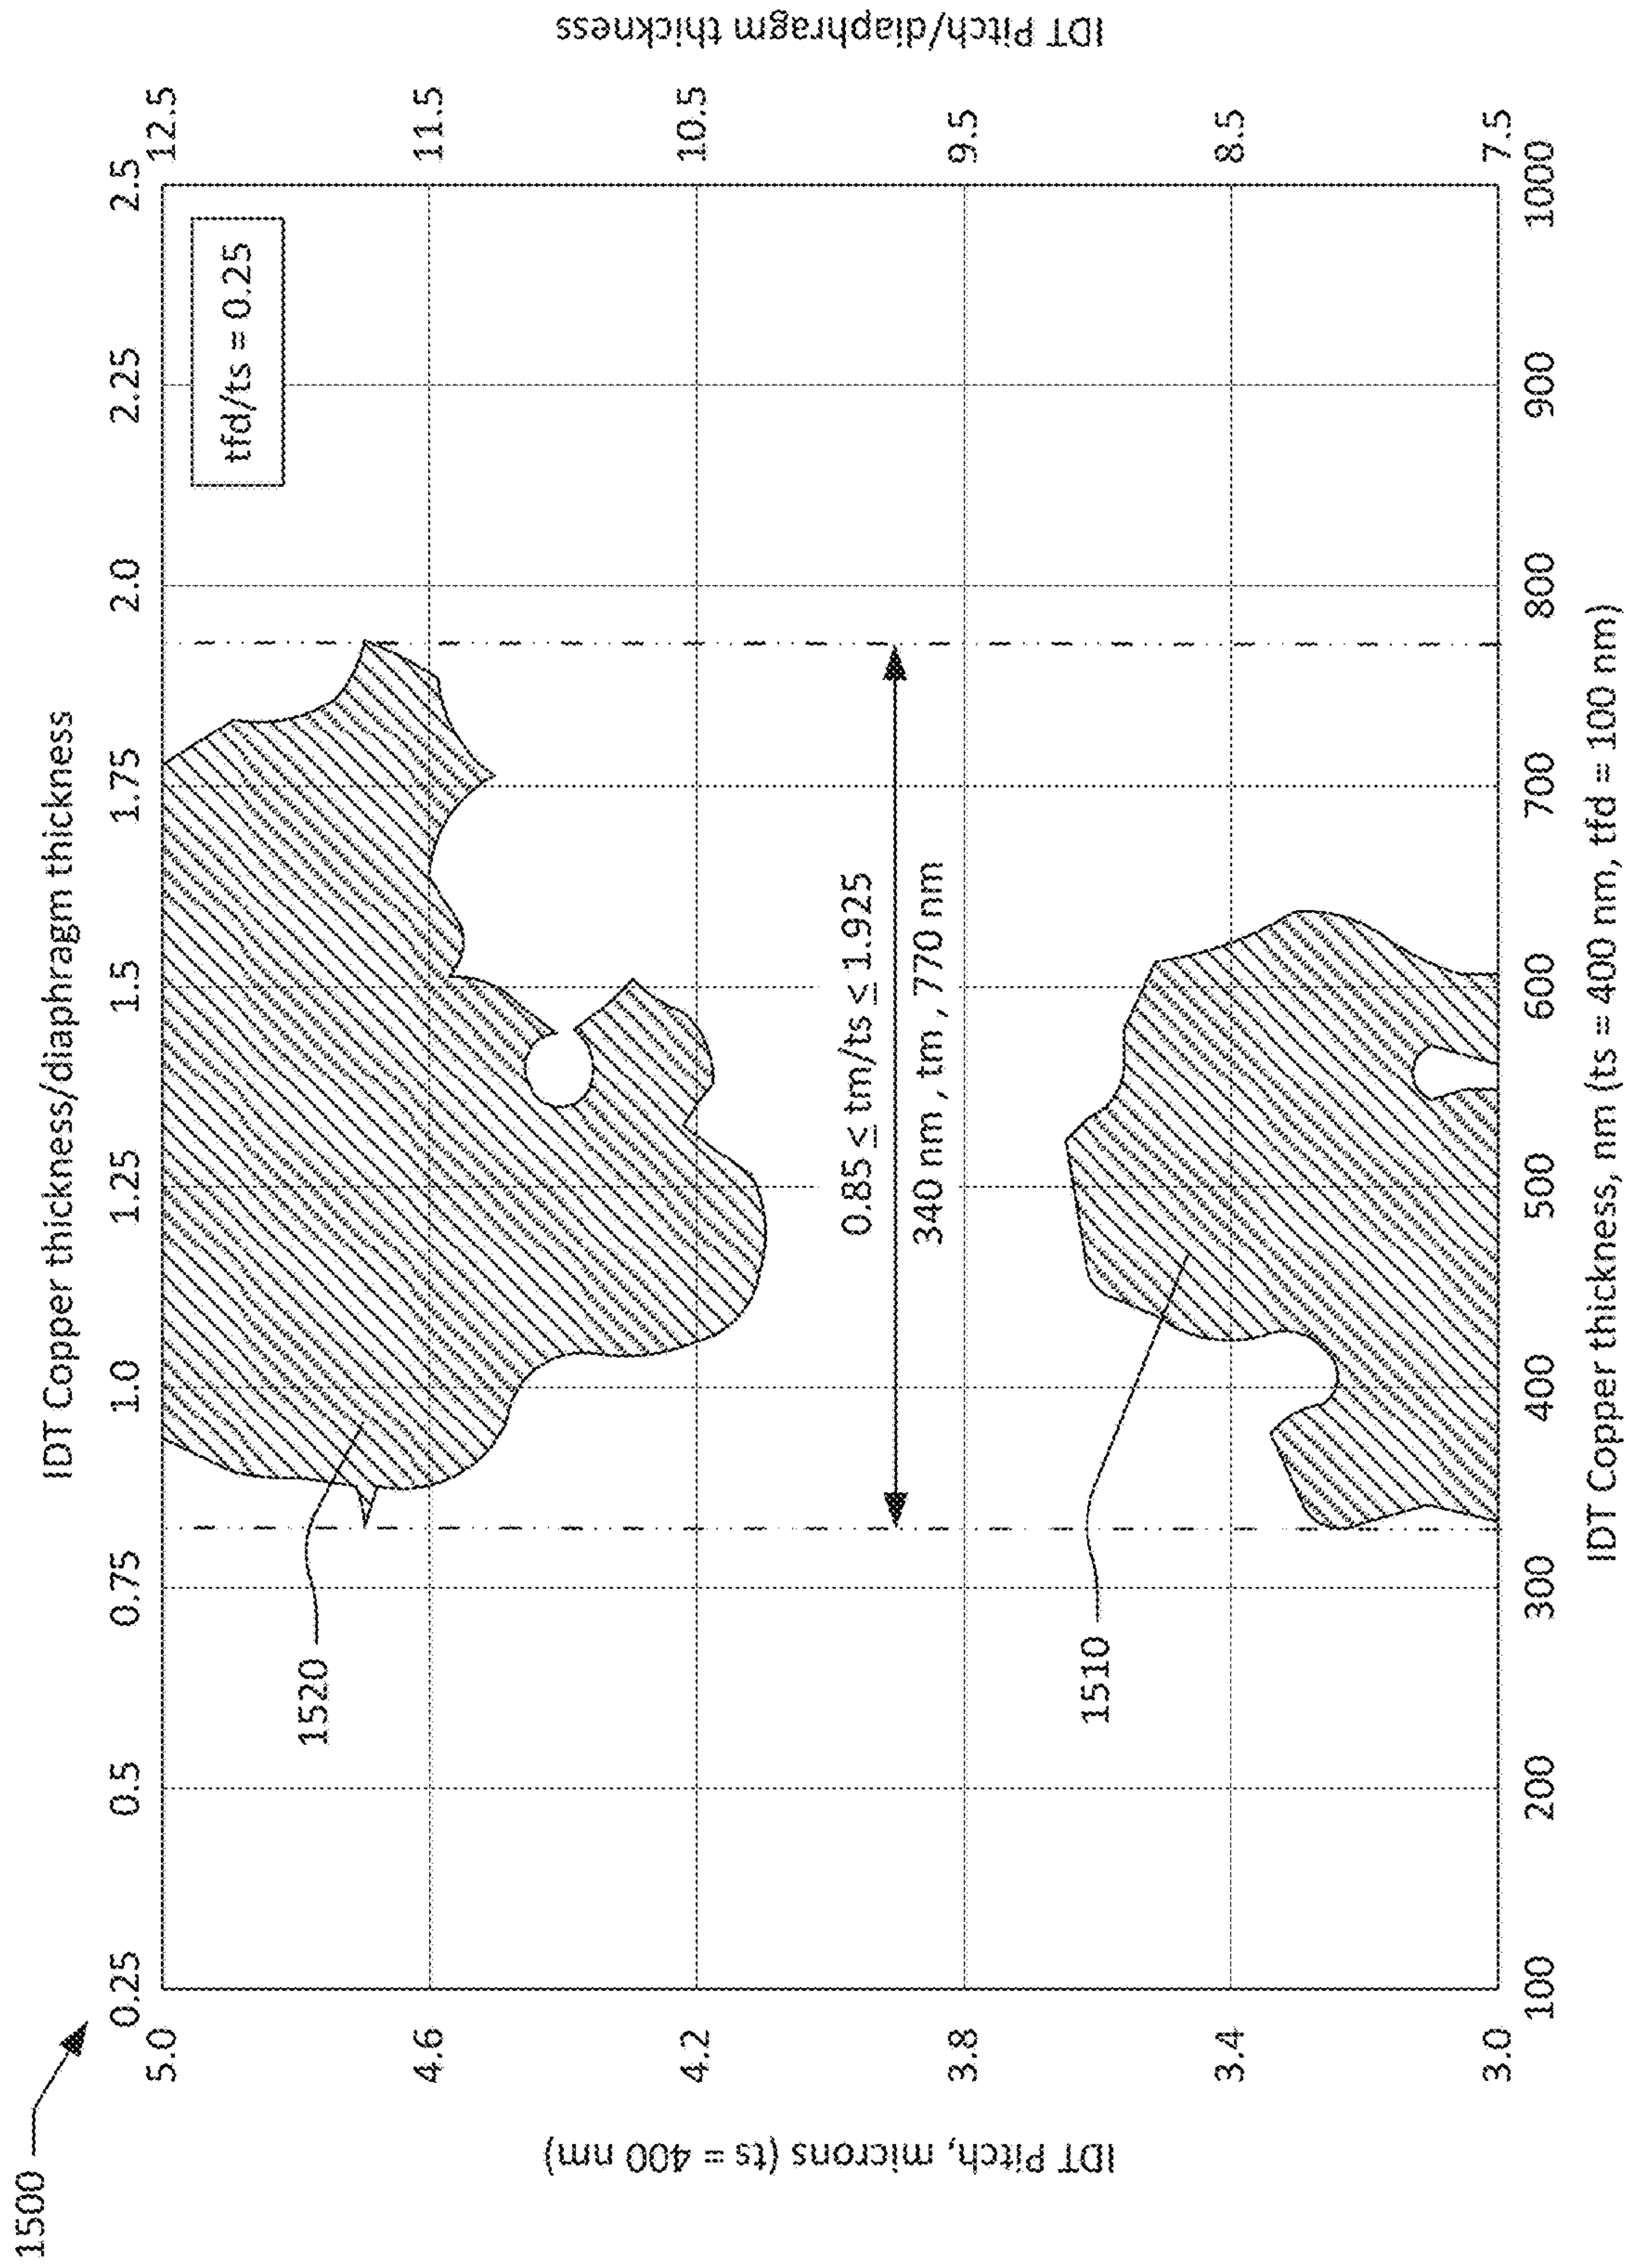 1500
IDT Copper thickness/diaphragm thickness
0.25 0.5 0.75 1.0 1.25 1.5 1.75 2.0 2.25 2.5
IDT Pitch, microns (ts = 400 nm)
5.0
4.6
4.2
3.8
3.4
3.0
IDT Pitch/diaphragm thickness
12.5
11.5
10.5
9.5
8.5
7.5
tfd/ts = 0.25
1520
0.85 ≤ tm/ts ≤ 1.925
340 nm , tm , 770 nm
1510
100 200 300 400 500 600 700 800 900 1000
IDT Copper thickness, nm (ts = 400 nm, tfd = 100 nm)